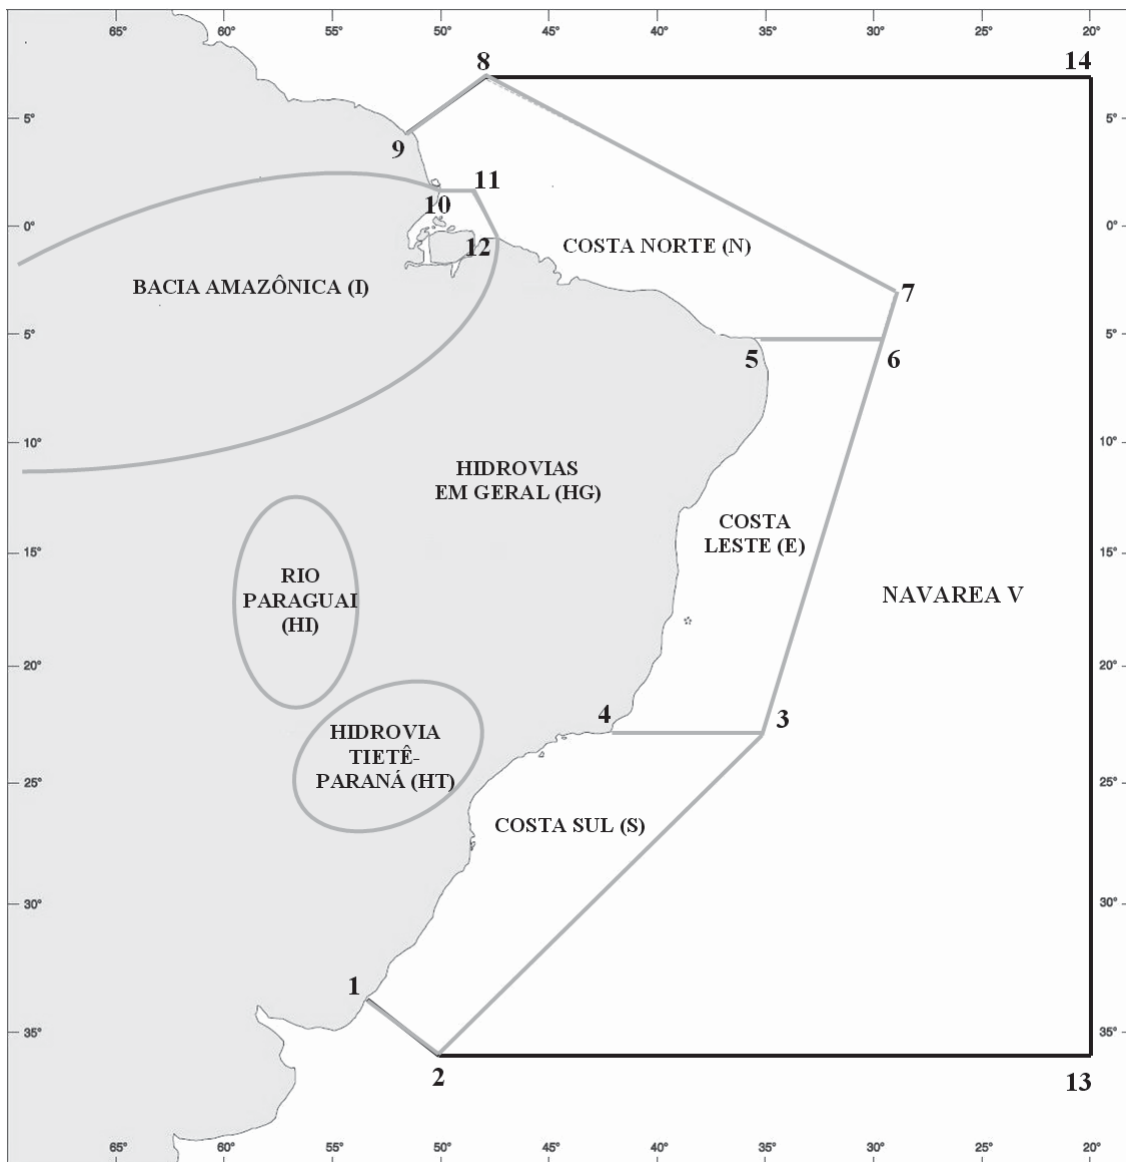 65° 60° 55° 50° 45° 40° 35° 30° 25° 20°
8 14
5° 5°
9
11
10
0° 0°
12 COSTA NORTE (N)
BACIA AMAZÔNICA (I)
7
5° 5°
5 6
10° 10°
HIDROVIAS
EM GERAL (HG)
COSTA
LESTE (E)
15° 15°
RIO
PARAGUAI
(HI)
NAVAREA V
20° 20°
4 3
HIDROVIA
TIETÊ-
PARANÁ (HT)
25° 25°
COSTA SUL (S)
30° 30°
1
35° 35°
2 13
65° 60° 55° 50° 45° 40° 35° 30° 25° 20°